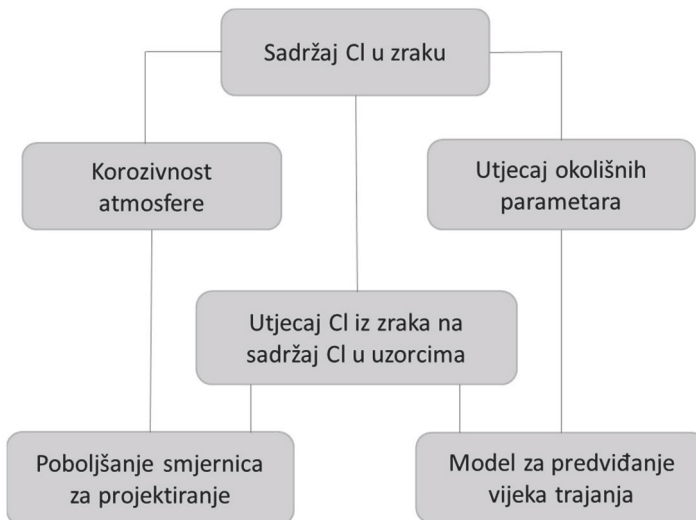 Sadržaj Cl u zraku
Korozivnost
atmosfere
Utjecaj okolišnih
parametara
Utjecaj Cl iz zraka na
sadržaj Cl u uzorcima
Poboljšanje smjernica
za projektiranje
Model za predviđanje
vijeka trajanja